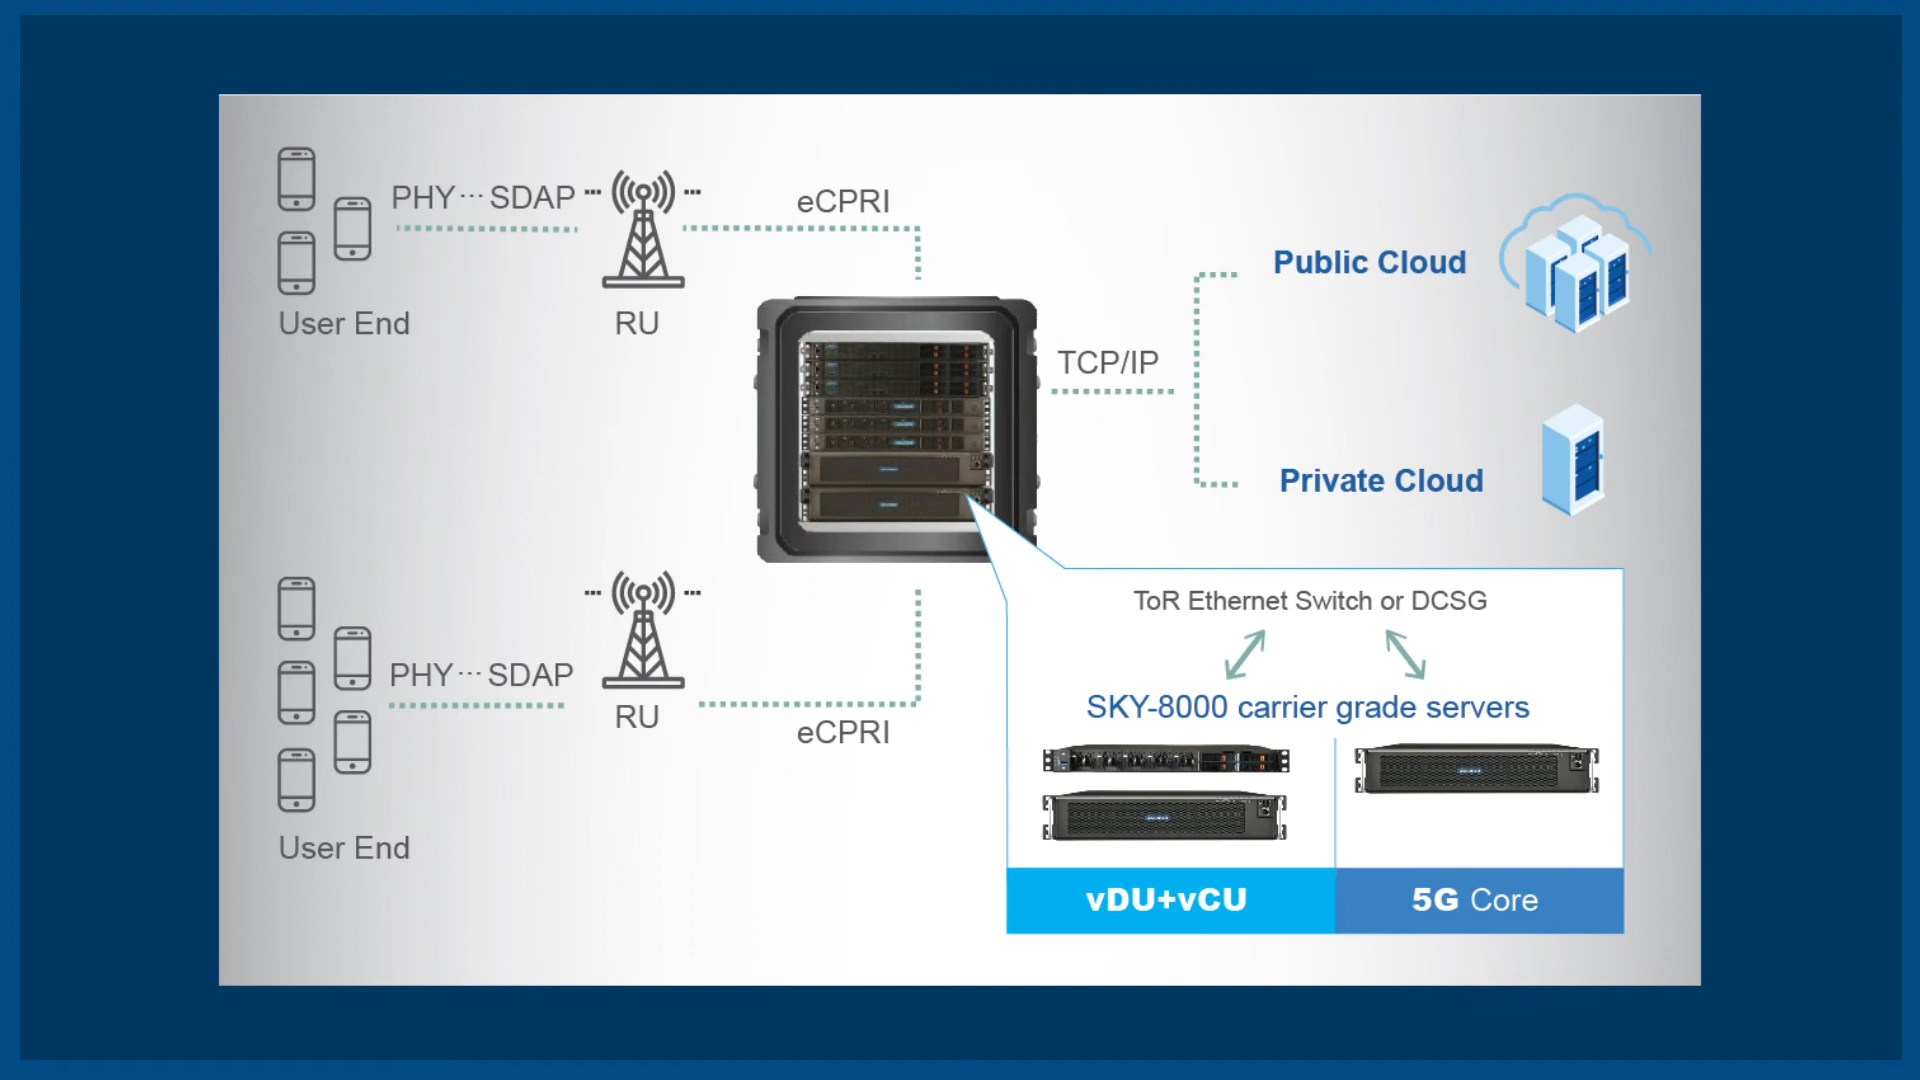 PHY···SDAP
eCPRI
User End
RU
Public Cloud
TCP/IP
Private Cloud
PHY···SDAP
RU
eCPRI
User End
ToR Ethernet Switch or DCSG
SKY-8000 carrier grade servers
vDU+vCU
5G Core